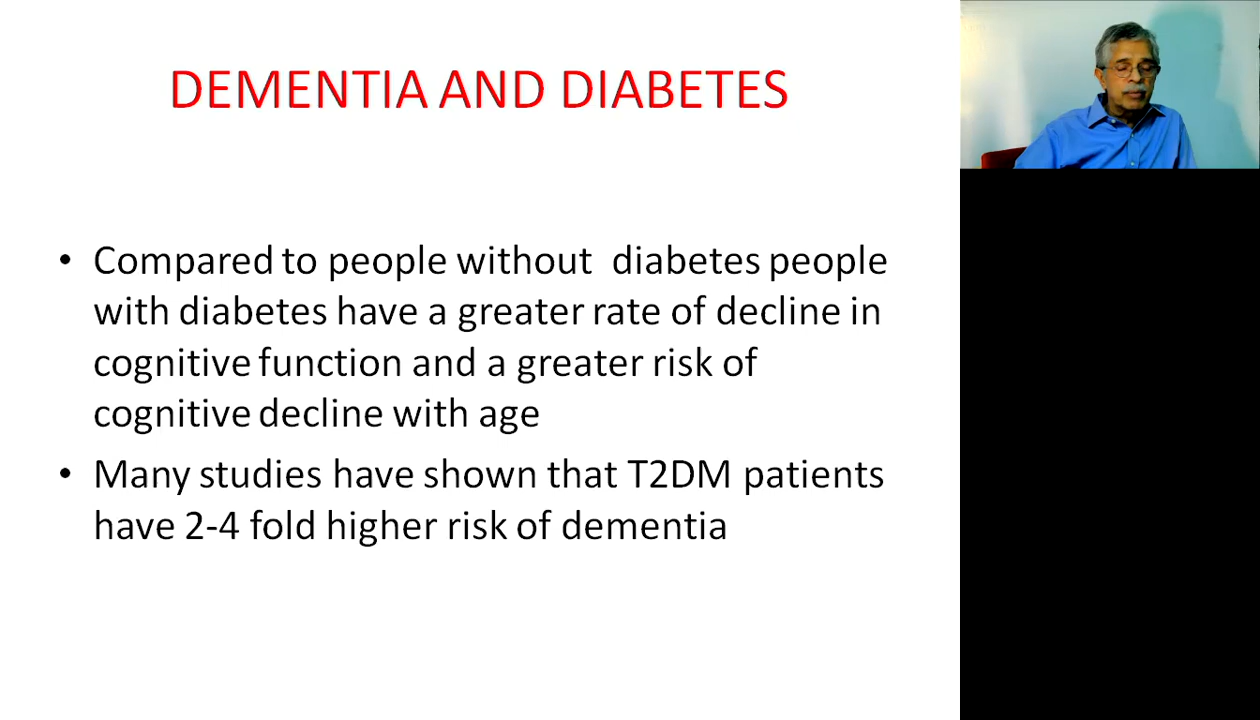 DEMENTIA AND DIABETES
• Compared to people without  diabetes people
with diabetes have a greater rate of decline in
cognitive function and a greater risk of
cognitive decline with age
• Many studies have shown that T2DM patients
have 2-4 fold higher risk of dementia